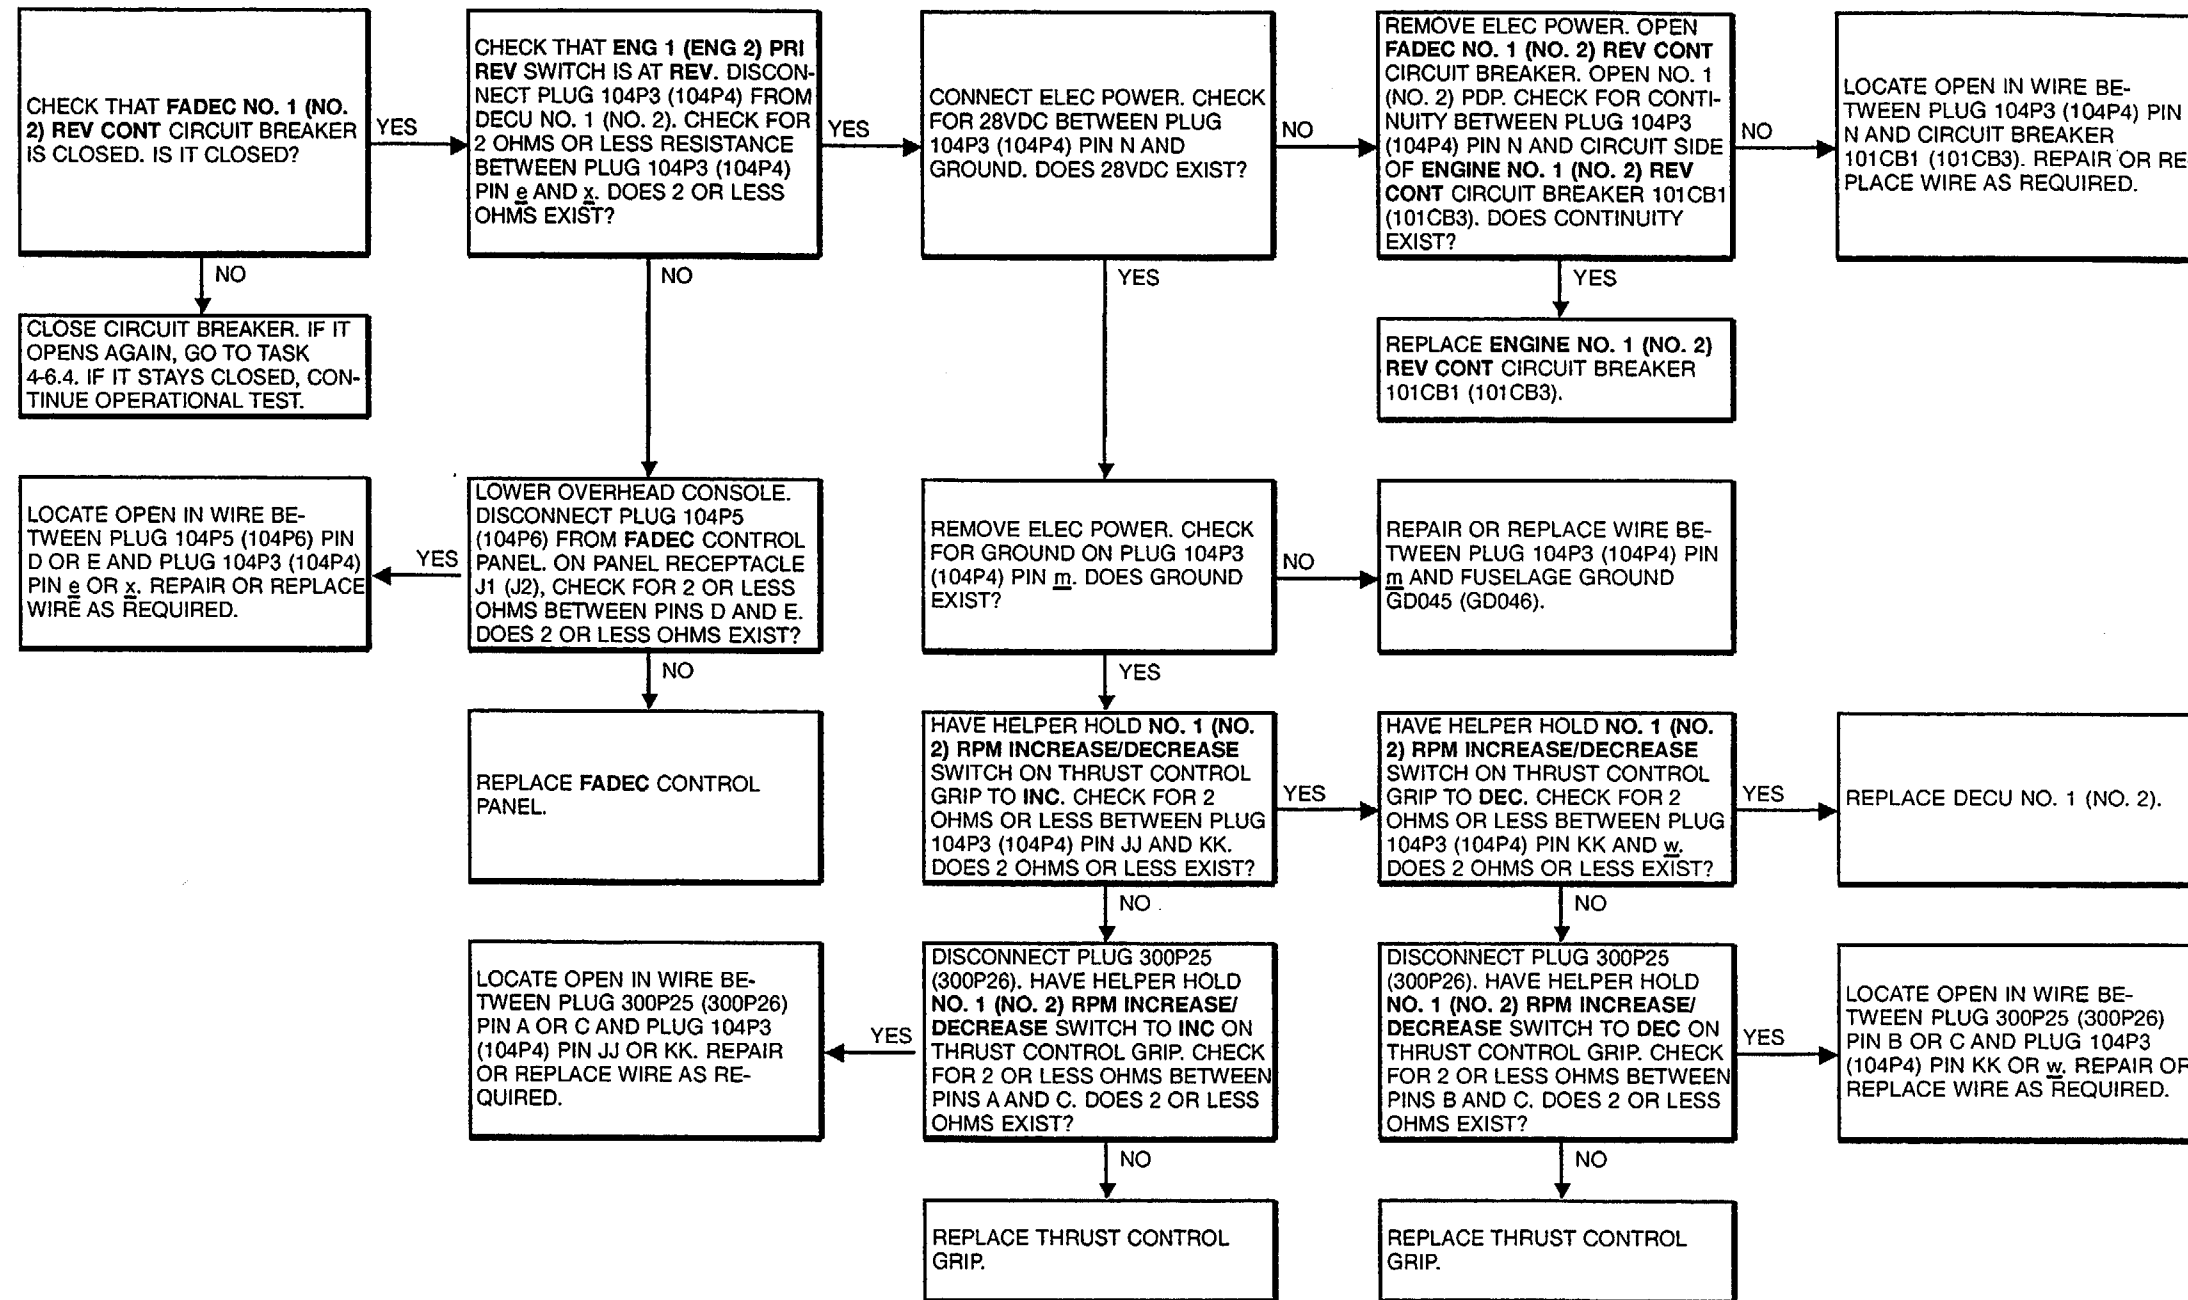 CHECK THAT FADEC NO. 1 (NO.
2) REV CONT CIRCUIT BREAKER
IS CLOSED. IS IT CLOSED?
YES
NO
CLOSE CIRCUIT BREAKER. IF IT
OPENS AGAIN, GO TO TASK
4-6.4. IF IT STAYS CLOSED, CON-
TINUE OPERATIONAL TEST.
CHECK THAT ENG 1 (ENG 2) PRI
REV SWITCH IS AT REV. DISCON-
NECT PLUG 104P3 (104P4) FROM
DECU NO. 1 (NO. 2). CHECK FOR
2 OHMS OR LESS RESISTANCE
BETWEEN PLUG 104P3 (104P4)
PIN e AND x. DOES 2 OR LESS
OHMS EXIST?
YES
NO
CONNECT ELEC POWER. CHECK
FOR 28VDC BETWEEN PLUG
104P3 (104P4) PIN N AND
GROUND. DOES 28VDC EXIST?
NO
YES
REMOVE ELEC POWER. OPEN
FADEC NO. 1 (NO. 2) REV CONT
CIRCUIT BREAKER. OPEN NO. 1
(NO. 2) PDP. CHECK FOR CONTI-
NUITY BETWEEN PLUG 104P3
(104P4) PIN N AND CIRCUIT SIDE
OF ENGINE NO. 1 (NO. 2) REV
CONT CIRCUIT BREAKER 101CB1
(101CB3). DOES CONTINUITY
EXIST?
NO
YES
LOCATE OPEN IN WIRE BE-
TWEEN PLUG 104P3 (104P4) PIN
N AND CIRCUIT BREAKER
101CB1 (101CB3). REPAIR OR RE
PLACE WIRE AS REQUIRED.
REPLACE ENGINE NO. 1 (NO. 2)
REV CONT CIRCUIT BREAKER
101CB1 (101CB3).
LOCATE OPEN IN WIRE BE-
TWEEN PLUG 104P5 (104P6) PIN
D OR E AND PLUG 104P3 (104P4)
PIN e OR x. REPAIR OR REPLACE
WIRE AS REQUIRED.
YES
LOWER OVERHEAD CONSOLE.
DISCONNECT PLUG 104P5
(104P6) FROM FADEC CONTROL
PANEL. ON PANEL RECEPTACLE
J1 (J2), CHECK FOR 2 OR LESS
OHMS BETWEEN PINS D AND E.
DOES 2 OR LESS OHMS EXIST?
NO
REMOVE ELEC POWER. CHECK
FOR GROUND ON PLUG 104P3
(104P4) PIN m. DOES GROUND
EXIST?
NO
YES
REPAIR OR REPLACE WIRE BE-
TWEEN PLUG 104P3 (104P4) PIN
m AND FUSELAGE GROUND
GD045 (GD046).
REPLACE FADEC CONTROL
PANEL.
HAVE HELPER HOLD NO. 1 (NO.
2) RPM INCREASE/DECREASE
SWITCH ON THRUST CONTROL
GRIP TO INC. CHECK FOR 2
OHMS OR LESS BETWEEN PLUG
104P3 (104P4) PIN JJ AND KK.
DOES 2 OHMS OR LESS EXIST?
YES
NO
HAVE HELPER HOLD NO. 1 (NO.
2) RPM INCREASE/DECREASE
SWITCH ON THRUST CONTROL
GRIP TO DEC. CHECK FOR 2
OHMS OR LESS BETWEEN PLUG
104P3 (104P4) PIN KK AND w.
DOES 2 OHMS OR LESS EXIST?
YES
NO
REPLACE DECU NO. 1 (NO. 2).
LOCATE OPEN IN WIRE BE-
TWEEN PLUG 300P25 (300P26)
PIN A OR C AND PLUG 104P3
(104P4) PIN JJ OR KK. REPAIR
OR REPLACE WIRE AS RE-
QUIRED.
YES
DISCONNECT PLUG 300P25
(300P26). HAVE HELPER HOLD
NO. 1 (NO. 2) RPM INCREASE/
DECREASE SWITCH TO INC ON
THRUST CONTROL GRIP. CHECK
FOR 2 OR LESS OHMS BETWEEN
PINS A AND C. DOES 2 OR LESS
OHMS EXIST?
NO
DISCONNECT PLUG 300P25
(300P26). HAVE HELPER HOLD
NO. 1 (NO. 2) RPM INCREASE/
DECREASE SWITCH TO DEC ON
THRUST CONTROL GRIP. CHECK
FOR 2 OR LESS OHMS BETWEEN
PINS B AND C. DOES 2 OR LESS
OHMS EXIST?
YES
NO
LOCATE OPEN IN WIRE BE-
TWEEN PLUG 300P25 (300P26)
PIN B OR C AND PLUG 104P3
(104P4) PIN KK OR w. REPAIR OR
REPLACE WIRE AS REQUIRED.
REPLACE THRUST CONTROL
GRIP.
REPLACE THRUST CONTROL
GRIP.